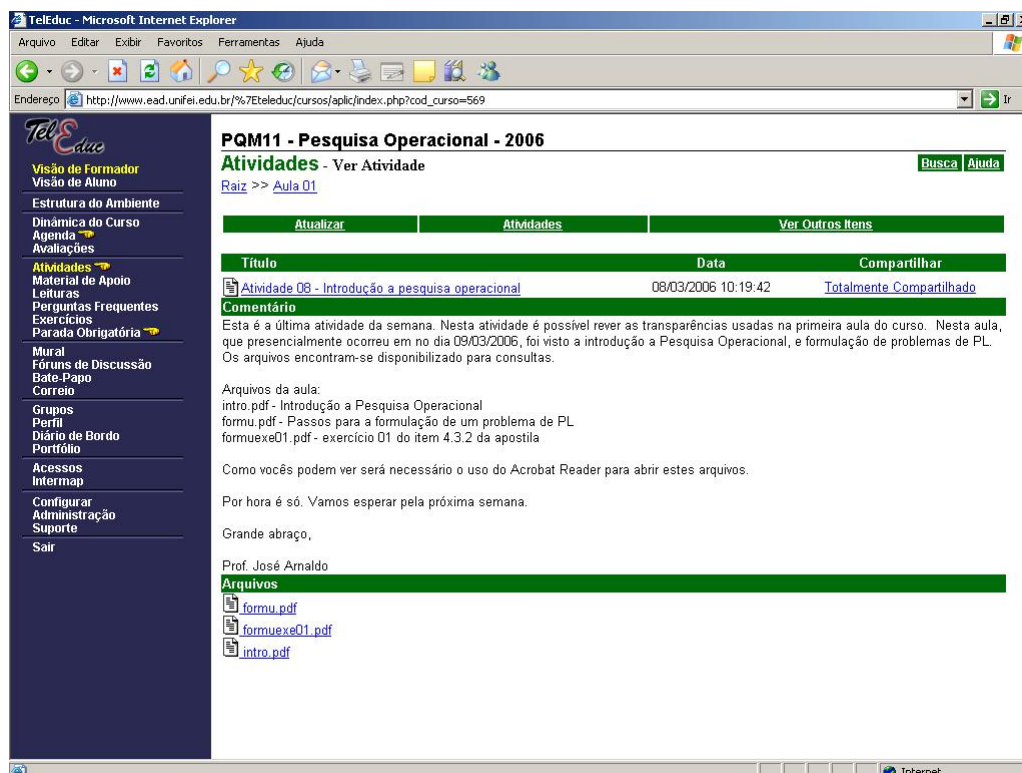 TelEduc - Microsoft Internet Explorer
Arquivo Editar Exibir Favoritos Ferramentas Ajuda
Endereço http://www.ead.unifei.edu.br/%7Eteleduc/cursos/aplic/index.php?cod_curso=569 Ir
TelEduc
Visão de Formador
Visão de Aluno
Estrutura do Ambiente
Dinâmica do Curso
Agenda
Avaliações
Atividades
Material de Apoio
Leituras
Perguntas Frequentes
Exercícios
Parada Obrigatória
Mural
Fóruns de Discussão
Bate-Papo
Correio
Grupos
Perfil
Diário de Bordo
Portfólio
Acessos
Intermap
Configurar
Administração
Suporte
Sair
PQM11 - Pesquisa Operacional - 2006
Atividades - Ver Atividade
Busca Ajuda
Raiz >> Aula 01
Atualizar Atividades Ver Outros Itens
Título Data Compartilhar
Atividade 08 - Introdução a pesquisa operacional 08/03/2006 10:19:42 Totalmente Compartilhado
Comentário
Esta é a última atividade da semana. Nesta atividade é possível rever as transparências usadas na primeira aula do curso. Nesta aula,
que presencialmente ocorreu em no dia 09/03/2006, foi visto a introdução a Pesquisa Operacional, e formulação de problemas de PL.
Os arquivos encontram-se disponibilizado para consultas.
Arquivos da aula:
intro.pdf - Introdução a Pesquisa Operacional
formu.pdf - Passos para a formulação de um problema de PL
formuexe01.pdf - exercício 01 do item 4.3.2 da apostila
Como vocês podem ver será necessário o uso do Acrobat Reader para abrir estes arquivos.
Por hora é só. Vamos esperar pela próxima semana.
Grande abraço,
Prof. José Arnaldo
Arquivos
formu.pdf
formuexe01.pdf
intro.pdf
Internet